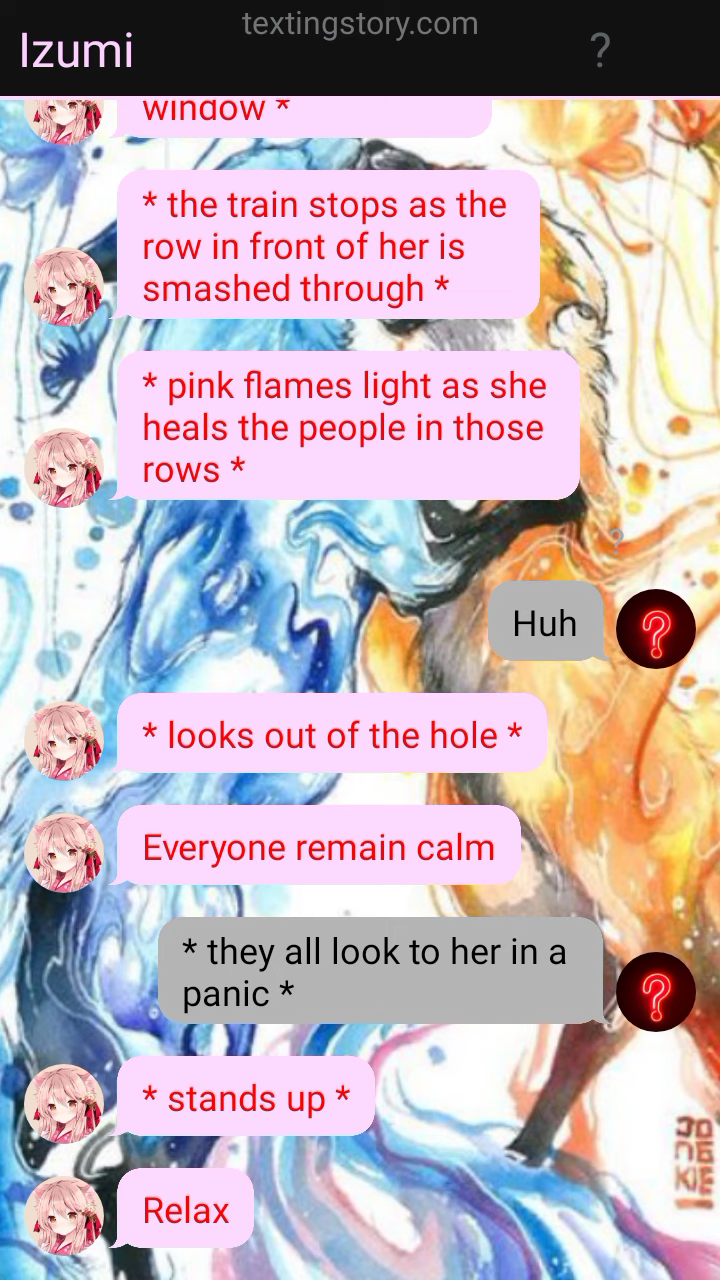 textingstory.com
Izumi
?
window *
* the train stops as the
row in front of her is
smashed through *
* pink flames light as she
heals the people in those
rows *
?
Huh
?
* looks out of the hole *
Everyone remain calm
* they all look to her in a
panic *
?
* stands up *
Relax